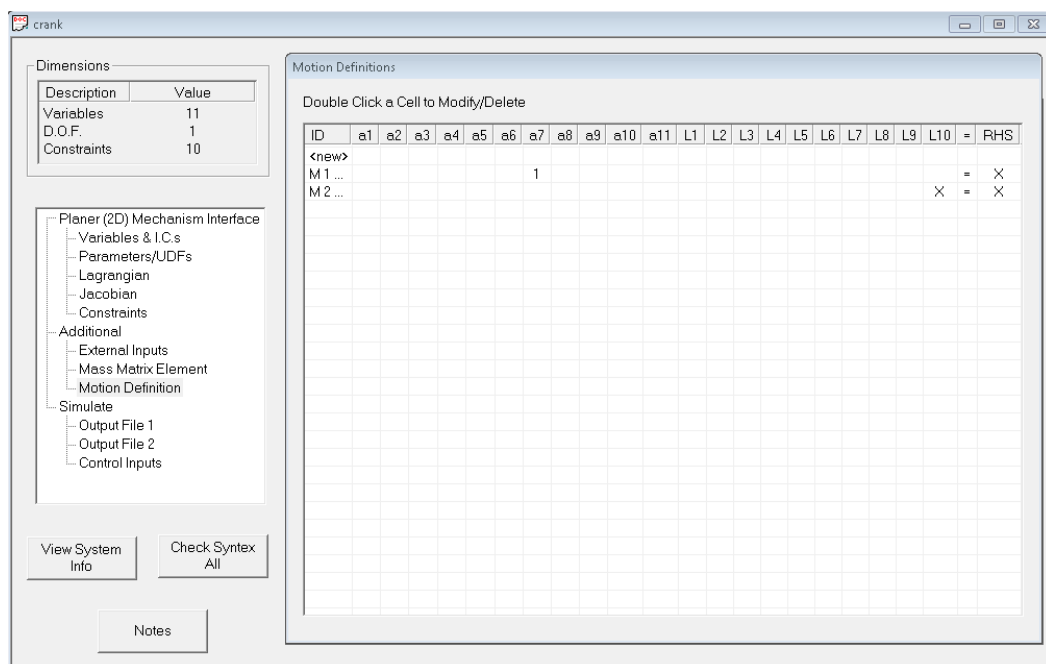 crank
Dimensions
Description Value
Variables 11
D.O.F. 1
Constraints 10
Planer (2D) Mechanism Interface
Variables & I.C.s
Parameters/UDFs
Lagrangian
Jacobian
Constraints
Additional
External Inputs
Mass Matrix Element
Motion Definition
Simulate
Output File 1
Output File 2
Control Inputs
View System
Info
Check Syntex
All
Notes
Motion Definitions
Double Click a Cell to Modify/Delete
ID a1 a2 a3 a4 a5 a6 a7 a8 a9 a10 a11 L1 L2 L3 L4 L5 L6 L7 L8 L9 L10 = RHS
<new>
M 1 ... 1 = X
M 2 ... X = X